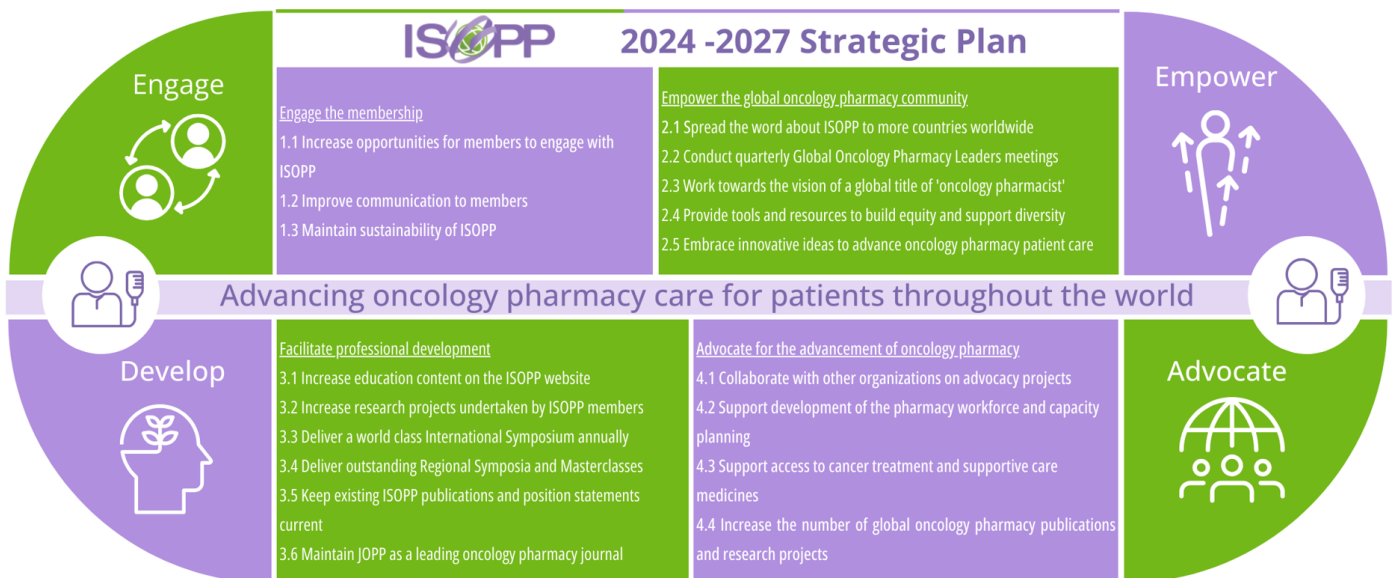 ISOPP 2024 -2027 Strategic Plan
Engage
Engage the membership
1.1 Increase opportunities for members to engage with
ISOPP
1.2 Improve communication to members
1.3 Maintain sustainability of ISOPP
Empower the global oncology pharmacy community
2.1 Spread the word about ISOPP to more countries worldwide
2.2 Conduct quarterly Global Oncology Pharmacy Leaders meetings
2.3 Work towards the vision of a global title of 'oncology pharmacist'
2.4 Provide tools and resources to build equity and support diversity
2.5 Embrace innovative ideas to advance oncology pharmacy patient care
Empower
Advancing oncology pharmacy care for patients throughout the world
Develop
Facilitate professional development
3.1 Increase education content on the ISOPP website
3.2 Increase research projects undertaken by ISOPP members
3.3 Deliver a world class International Symposium annually
3.4 Deliver outstanding Regional Symposia and Masterclasses
3.5 Keep existing ISOPP publications and position statements
current
3.6 Maintain JOPP as a leading oncology pharmacy journal
Advocate for the advancement of oncology pharmacy
4.1 Collaborate with other organizations on advocacy projects
4.2 Support development of the pharmacy workforce and capacity
planning
4.3 Support access to cancer treatment and supportive care
medicines
4.4 Increase the number of global oncology pharmacy publications
and research projects
Advocate